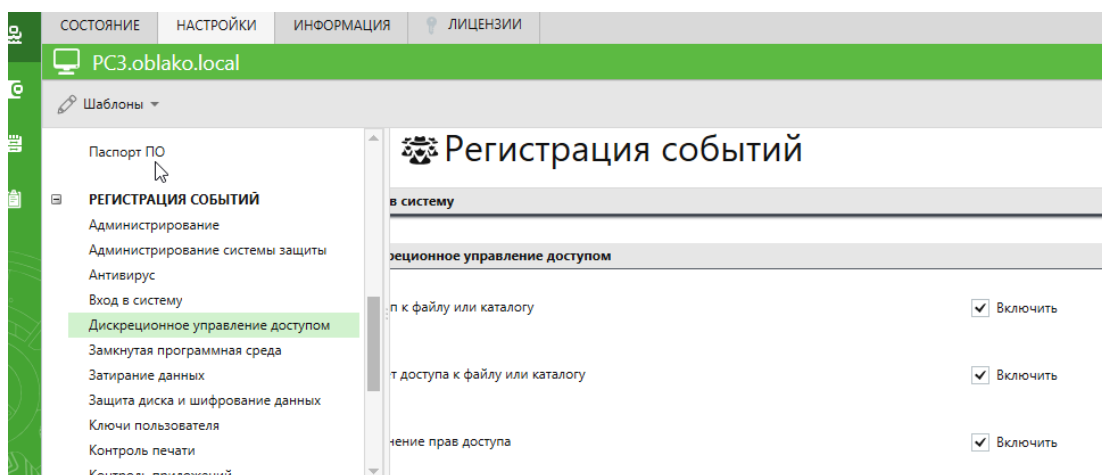 СОСТОЯНИЕ НАСТРОЙКИ ИНФОРМАЦИЯ ЛИЦЕНЗИИ
PC3.oblako.local
Шаблоны
Паспорт ПО
РЕГИСТРАЦИЯ СОБЫТИЙ
Администрирование
Администрирование системы защиты
Антивирус
Вход в систему
Дискреционное управление доступом
Замкнутая программная среда
Затирание данных
Защита диска и шифрование данных
Ключи пользователя
Контроль печати
Контроль приложений
Регистрация событий
в систему
управление доступом
к файлу или каталогу
Включить
доступа к файлу или каталогу
Включить
прав доступа
Включить